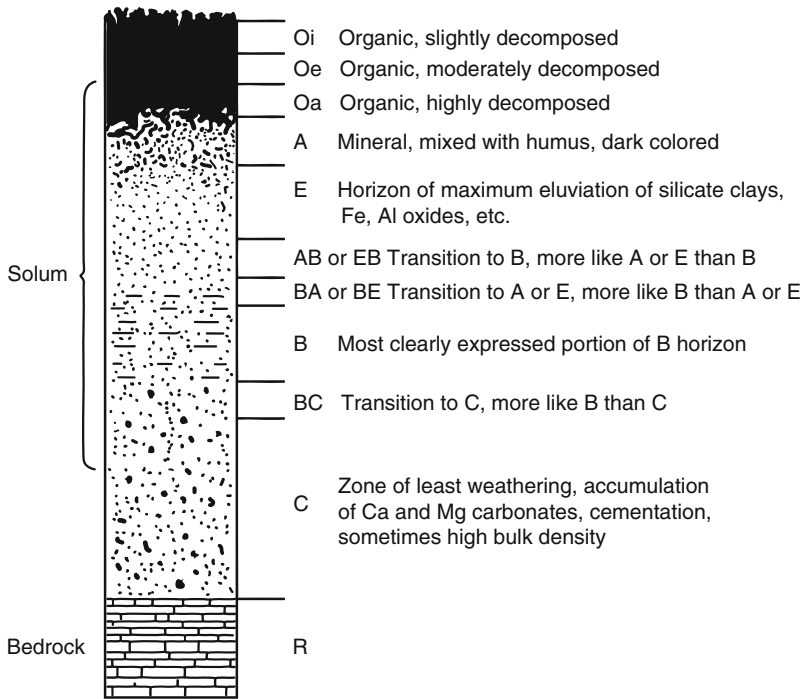 Oi Organic, slightly decomposed
Oe Organic, moderately decomposed
Oa Organic, highly decomposed
A Mineral, mixed with humus, dark colored
E Horizon of maximum eluviation of silicate clays,
Fe, Al oxides, etc.
AB or EB Transition to B, more like A or E than B
Solum
BA or BE Transition to A or E, more like B than A or E
B Most clearly expressed portion of B horizon
BC Transition to C, more like B than C
C Zone of least weathering, accumulation
of Ca and Mg carbonates, cementation,
sometimes high bulk density
Bedrock R